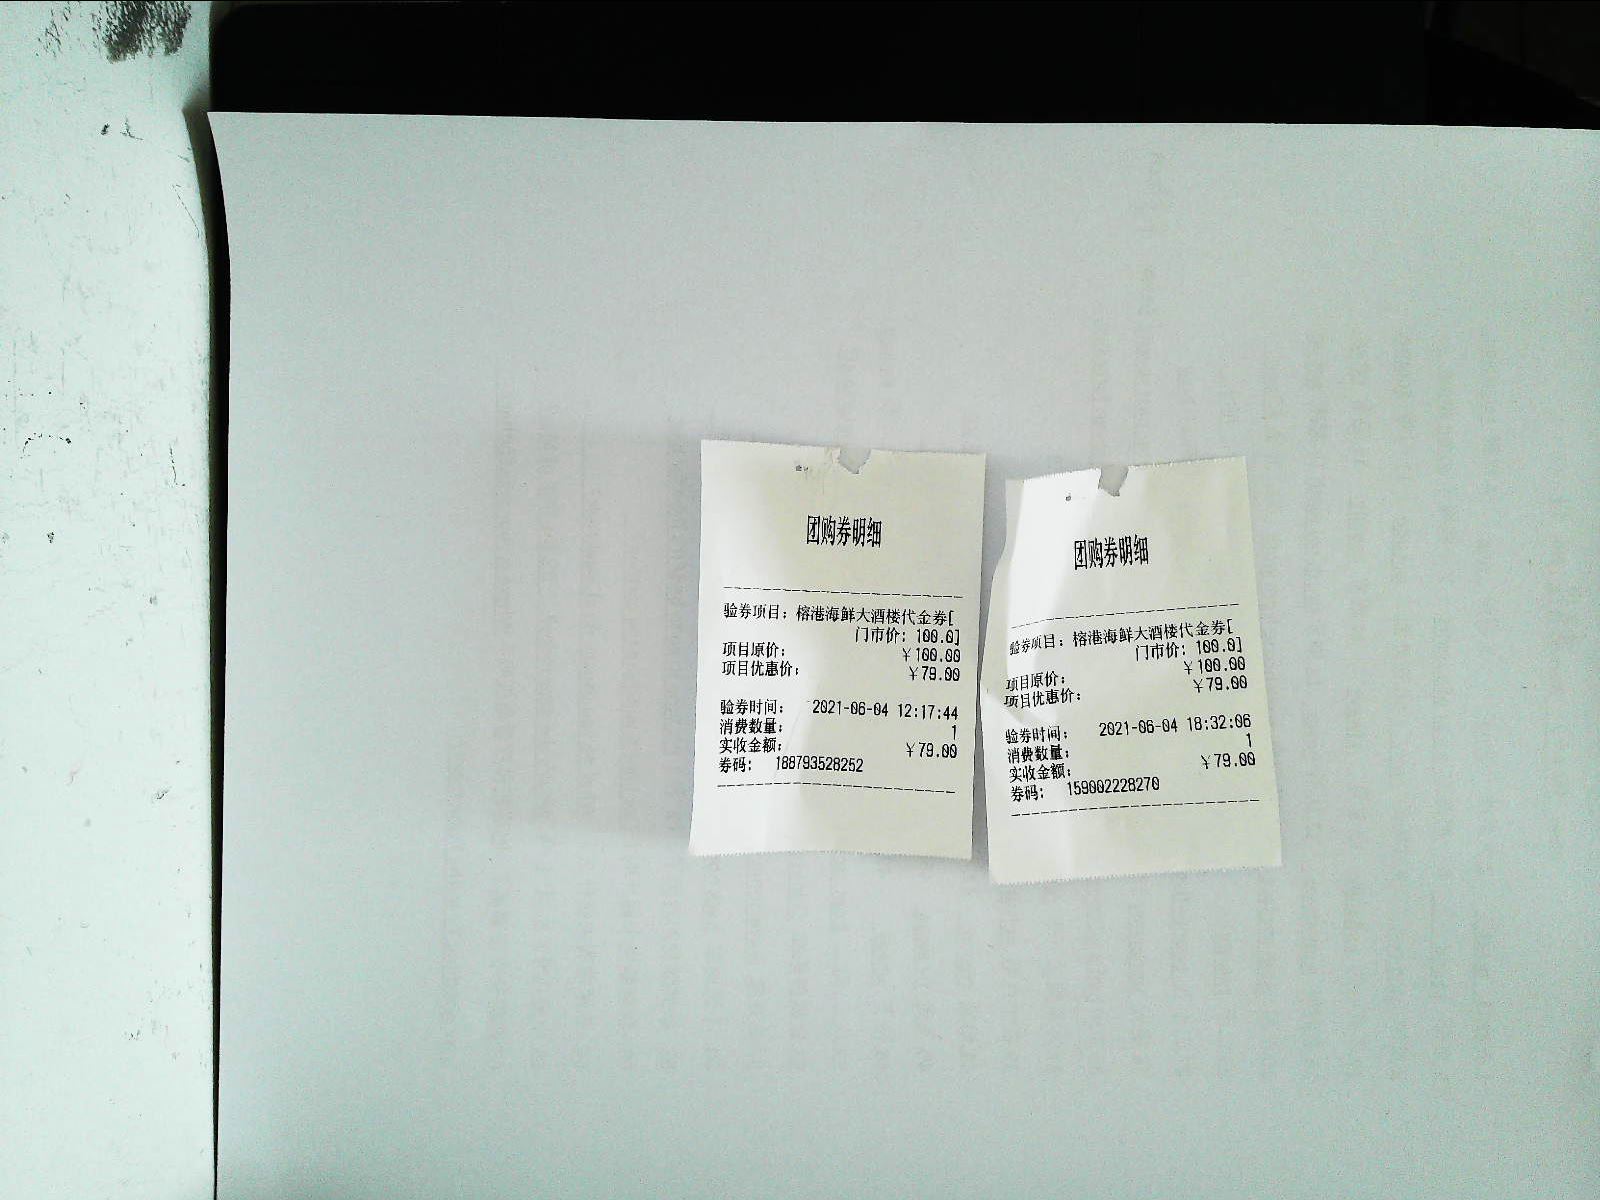 团购券明细
验券项目：榕港海鲜大酒楼代金券[
门市价：100.0]
项目原价： ￥100.00
项目优惠价： ￥79.00
验券时间： 2021-06-04 12:17:44
消费数量： 1
实收金额： ￥79.00
券码： 188793528252
团购券明细
验券项目：榕港海鲜大酒楼代金券[
门市价：100.0]
项目原价： ￥100.00
项目优惠价： ￥79.00
验券时间： 2021-06-04 18:32:06
消费数量： 1
实收金额： ￥79.00
券码： 159002228270